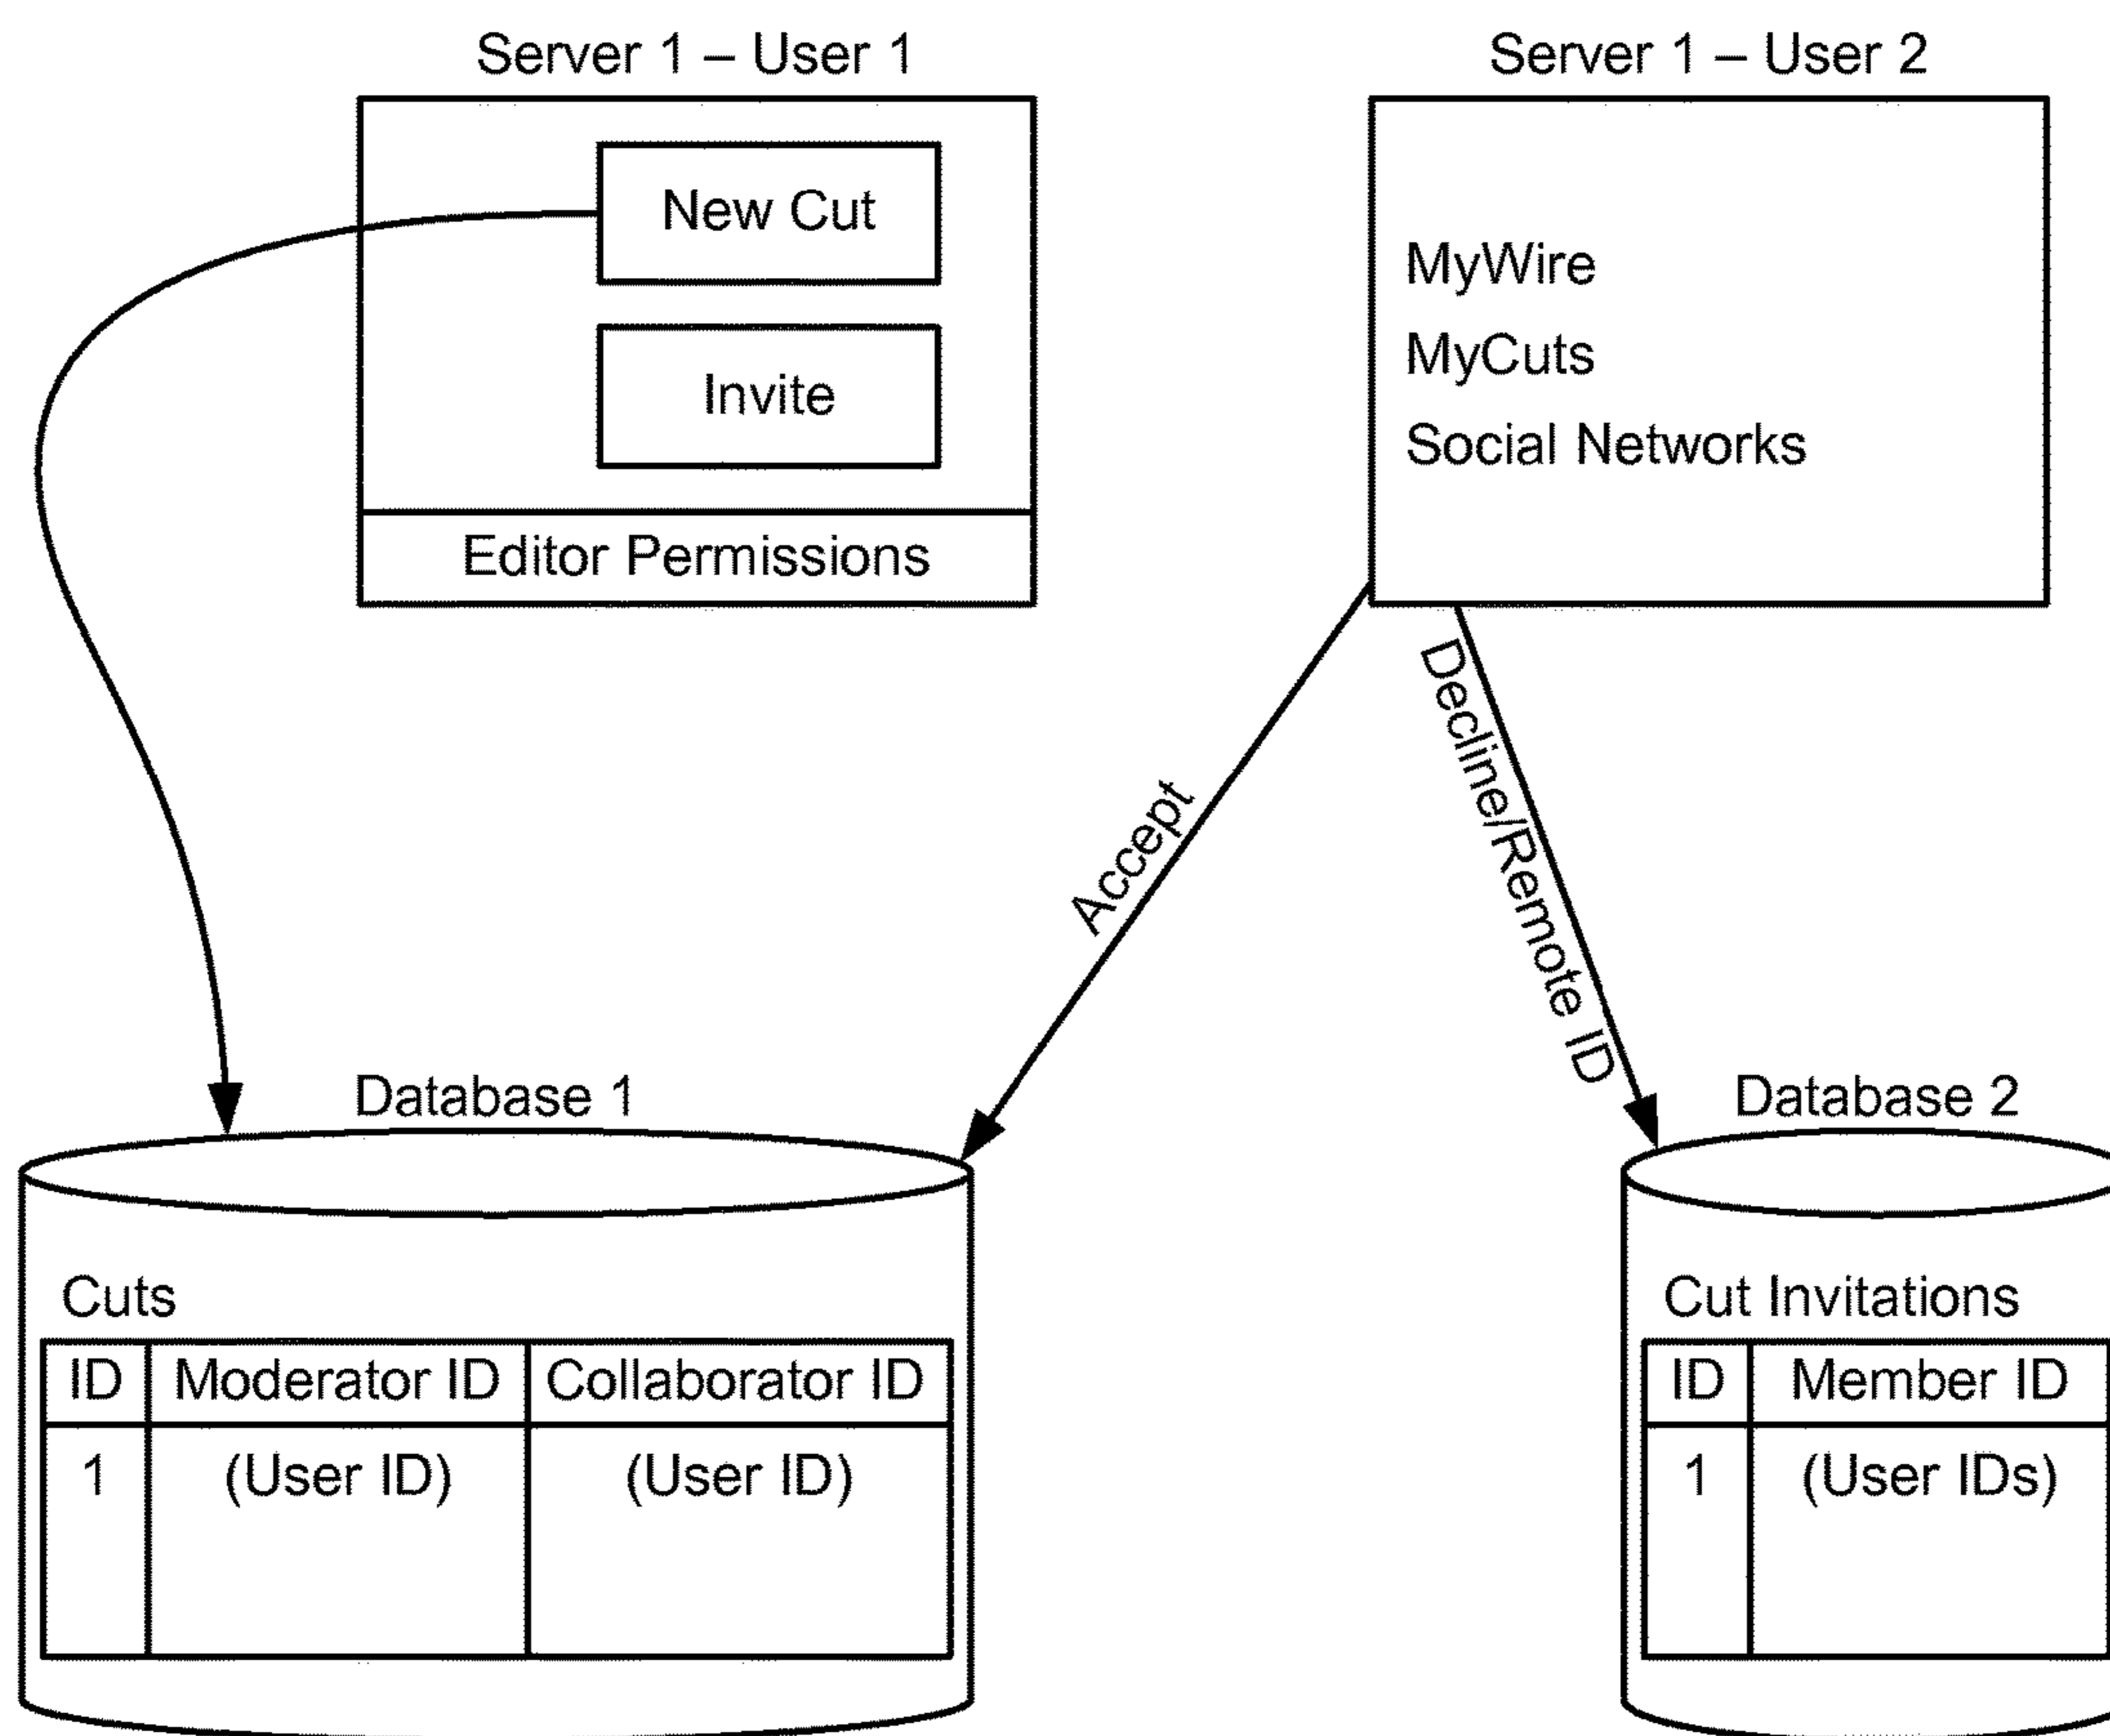 Server 1 – User 1
New Cut
Invite
Editor Permissions
Server 1 – User 2
MyWire
MyCuts
Social Networks
Accept
Decline/Remote ID
Database 1
Cuts
ID Moderator ID Collaborator ID
1 (User ID) (User ID)
Database 2
Cut Invitations
ID Member ID
1 (User IDs)